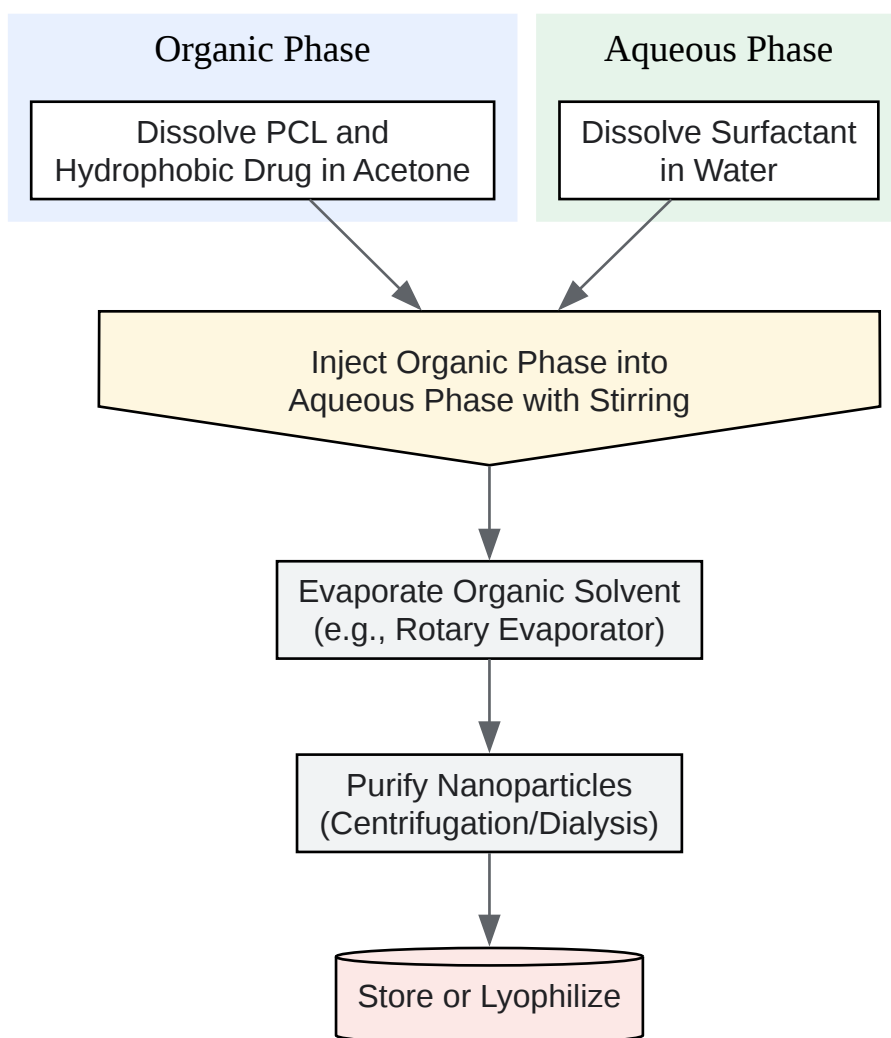 Organic Phase
Aqueous Phase
Dissolve PCL and
Hydrophobic Drug in Acetone
Dissolve Surfactant
in Water
Inject Organic Phase into
Aqueous Phase with Stirring
Evaporate Organic Solvent
(e.g., Rotary Evaporator)
Purify Nanoparticles
(Centrifugation/Dialysis)
Store or Lyophilize